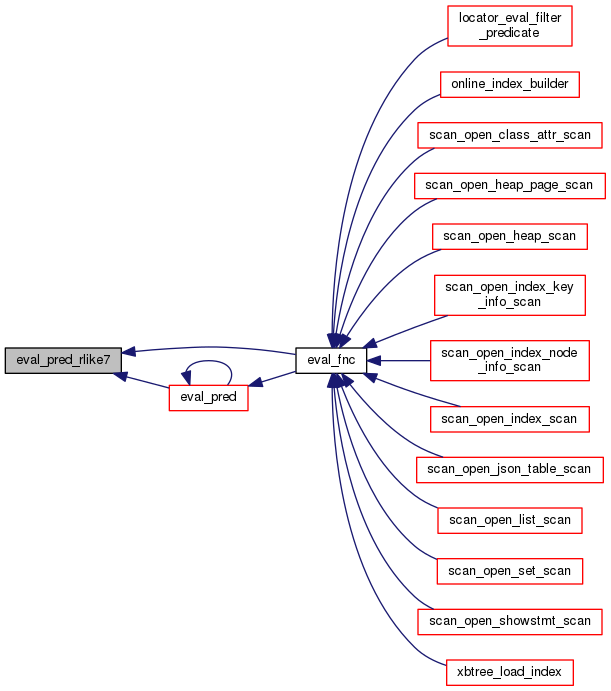 locator_eval_filter
_predicate
online_index_builder
scan_open_class_attr_scan
scan_open_heap_page_scan
scan_open_heap_scan
scan_open_index_key
_info_scan
eval_pred_rlike7
eval_fnc
scan_open_index_node
_info_scan
eval_pred
scan_open_index_scan
scan_open_json_table_scan
scan_open_list_scan
scan_open_set_scan
scan_open_showstmt_scan
xbtree_load_index